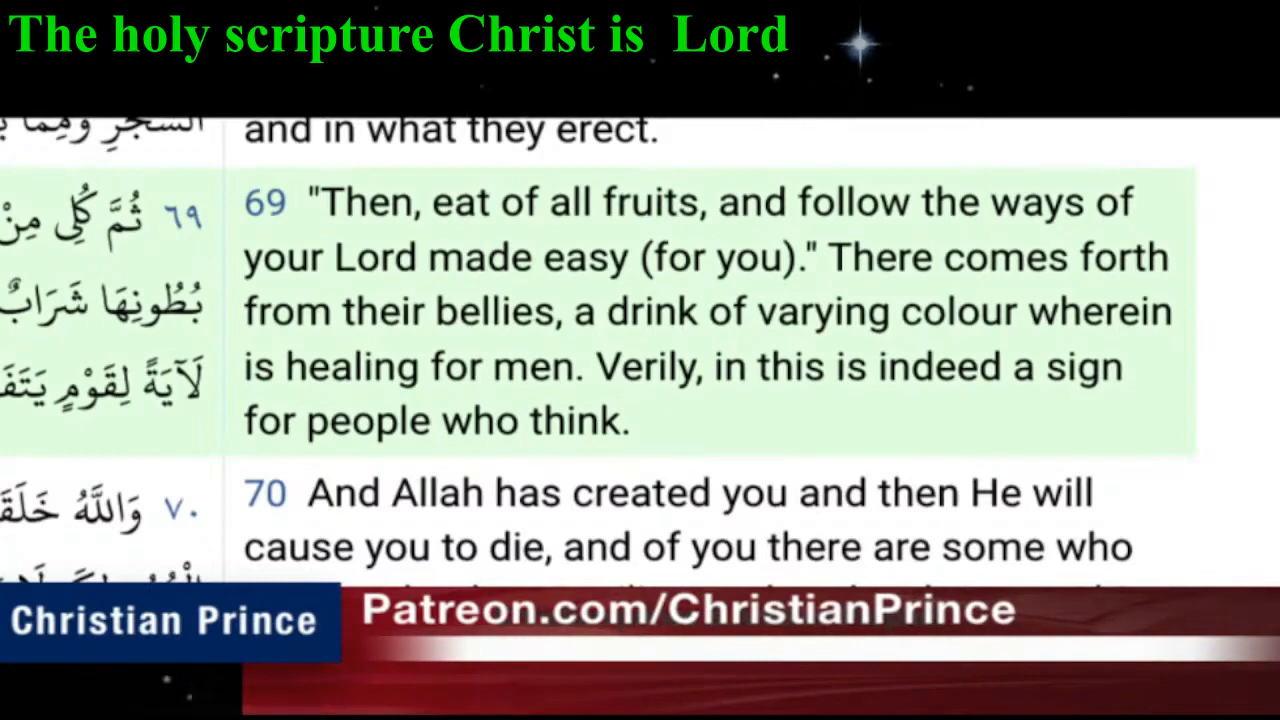 The holy scripture Christ is Lord
and in what they erect.
ثُمَّ كُلِي مِنْ ٦٩
بُطُونِهَا شَرَابٌ
لَآيَةً لِقَوْمٍ
69 "Then, eat of all fruits, and follow the ways of
your Lord made easy (for you)." There comes forth
from their bellies, a drink of varying colour wherein
is healing for men. Verily, in this is indeed a sign
for people who think.
وَاللَّهُ ٧٠
70 And Allah has created you and then He will
cause you to die, and of you there are some who
Christian Prince
Patreon.com/ChristianPrince